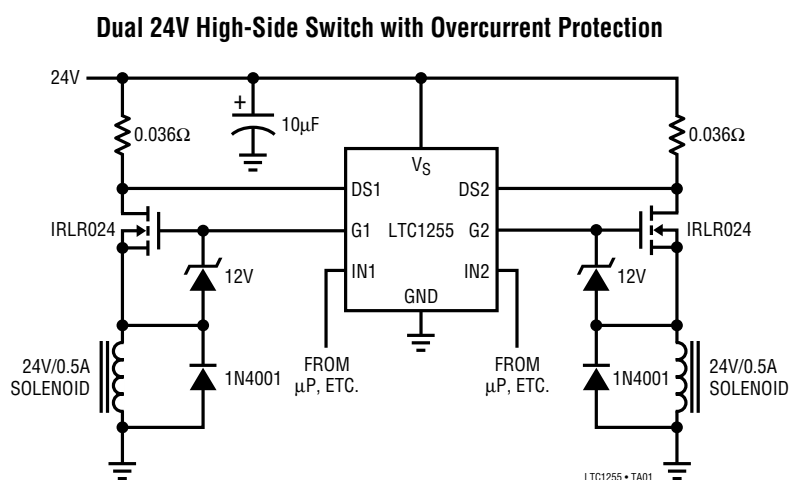 Dual 24V High-Side Switch with Overcurrent Protection
24V
+
10µF
0.036Ω
0.036Ω
VS
DS1
DS2
IRLR024
G1
LTC1255
G2
IRLR024
12V
IN1
IN2
12V
GND
24V/0.5A
SOLENOID
1N4001
FROM
µP, ETC.
FROM
µP, ETC.
1N4001
24V/0.5A
SOLENOID
LTC1255 • TA01